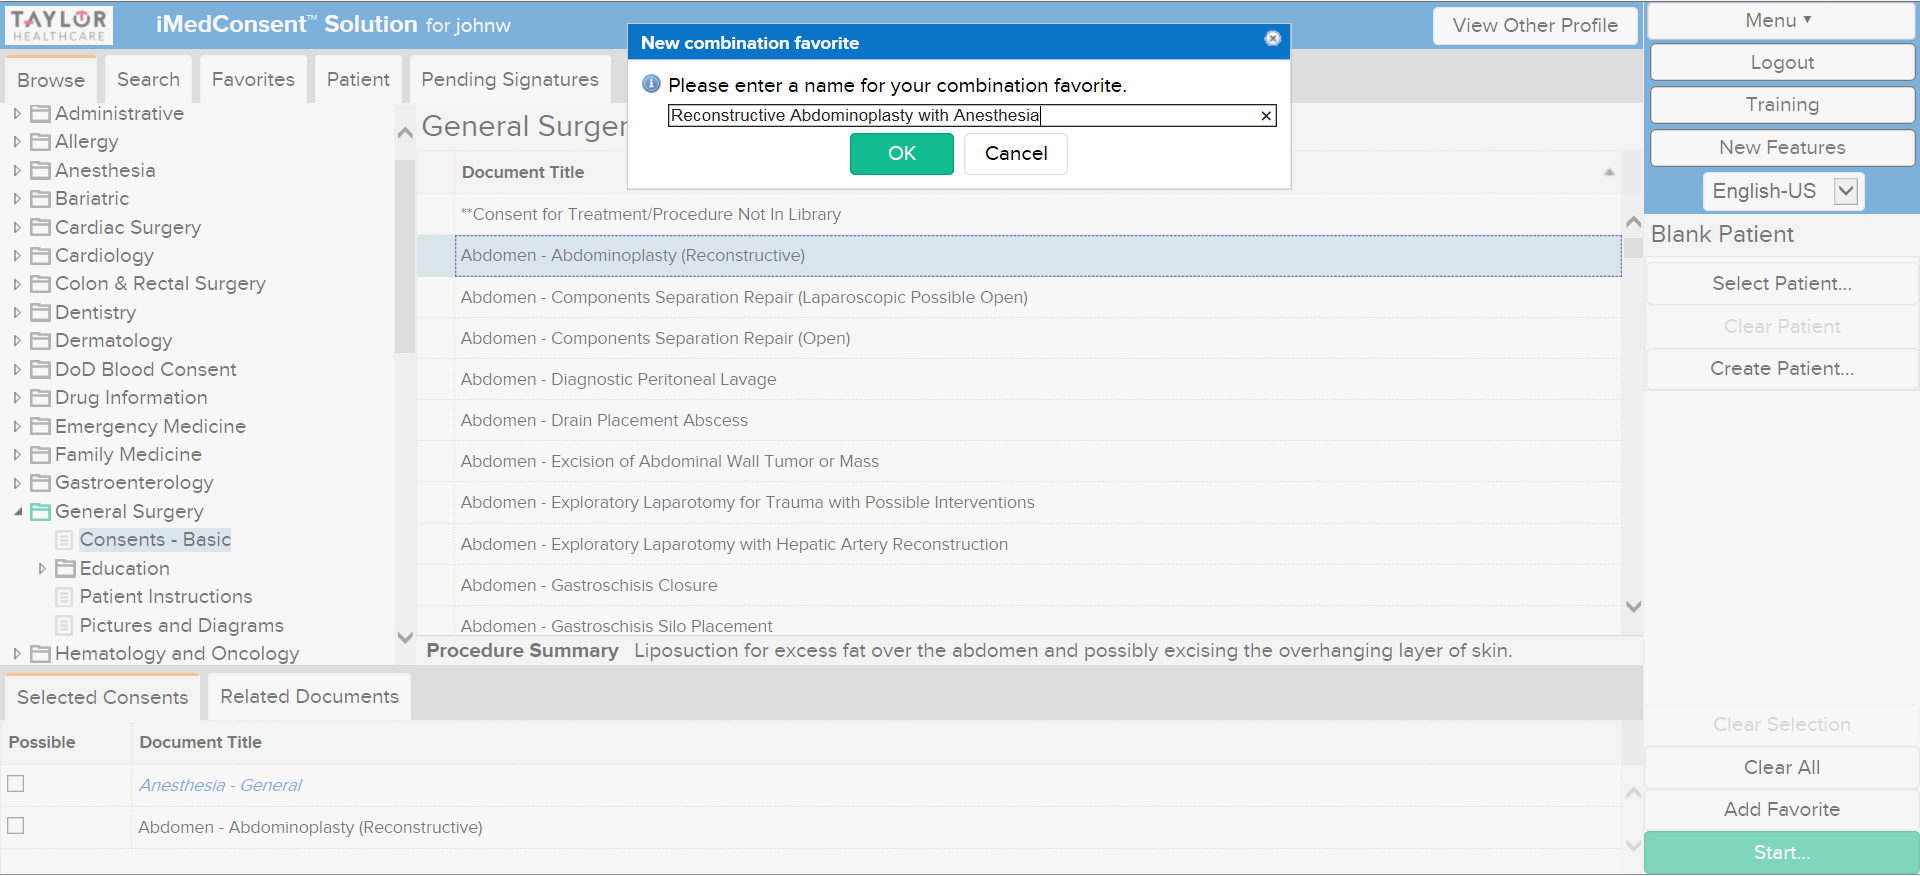 TAYLOR
HEALTHCARE
iMedConsent™ Solution for johnw
View Other Profile
Menu ▼
Logout
Training
New Features
English-US
Browse
Search
Favorites
Patient
Pending Signatures
New combination favorite
Please enter a name for your combination favorite.
Reconstructive Abdominoplasty with Anesthesia
OK
Cancel
Administrative
Allergy
Anesthesia
Bariatric
Cardiac Surgery
Cardiology
Colon & Rectal Surgery
Dentistry
Dermatology
DoD Blood Consent
Drug Information
Emergency Medicine
Family Medicine
Gastroenterology
General Surgery
Consents - Basic
Education
Patient Instructions
Pictures and Diagrams
Hematology and Oncology
General Surger
Document Title
**Consent for Treatment/Procedure Not In Library
Abdomen - Abdominoplasty (Reconstructive)
Abdomen - Components Separation Repair (Laparoscopic Possible Open)
Abdomen - Components Separation Repair (Open)
Abdomen - Diagnostic Peritoneal Lavage
Abdomen - Drain Placement Abscess
Abdomen - Excision of Abdominal Wall Tumor or Mass
Abdomen - Exploratory Laparotomy for Trauma with Possible Interventions
Abdomen - Exploratory Laparotomy with Hepatic Artery Reconstruction
Abdomen - Gastroschisis Closure
Abdomen - Gastroschisis Silo Placement
Procedure Summary Liposuction for excess fat over the abdomen and possibly excising the overhanging layer of skin.
Blank Patient
Select Patient...
Clear Patient
Create Patient...
Selected Consents
Related Documents
Possible
Document Title
Anesthesia - General
Abdomen - Abdominoplasty (Reconstructive)
Clear Selection
Clear All
Add Favorite
Start...